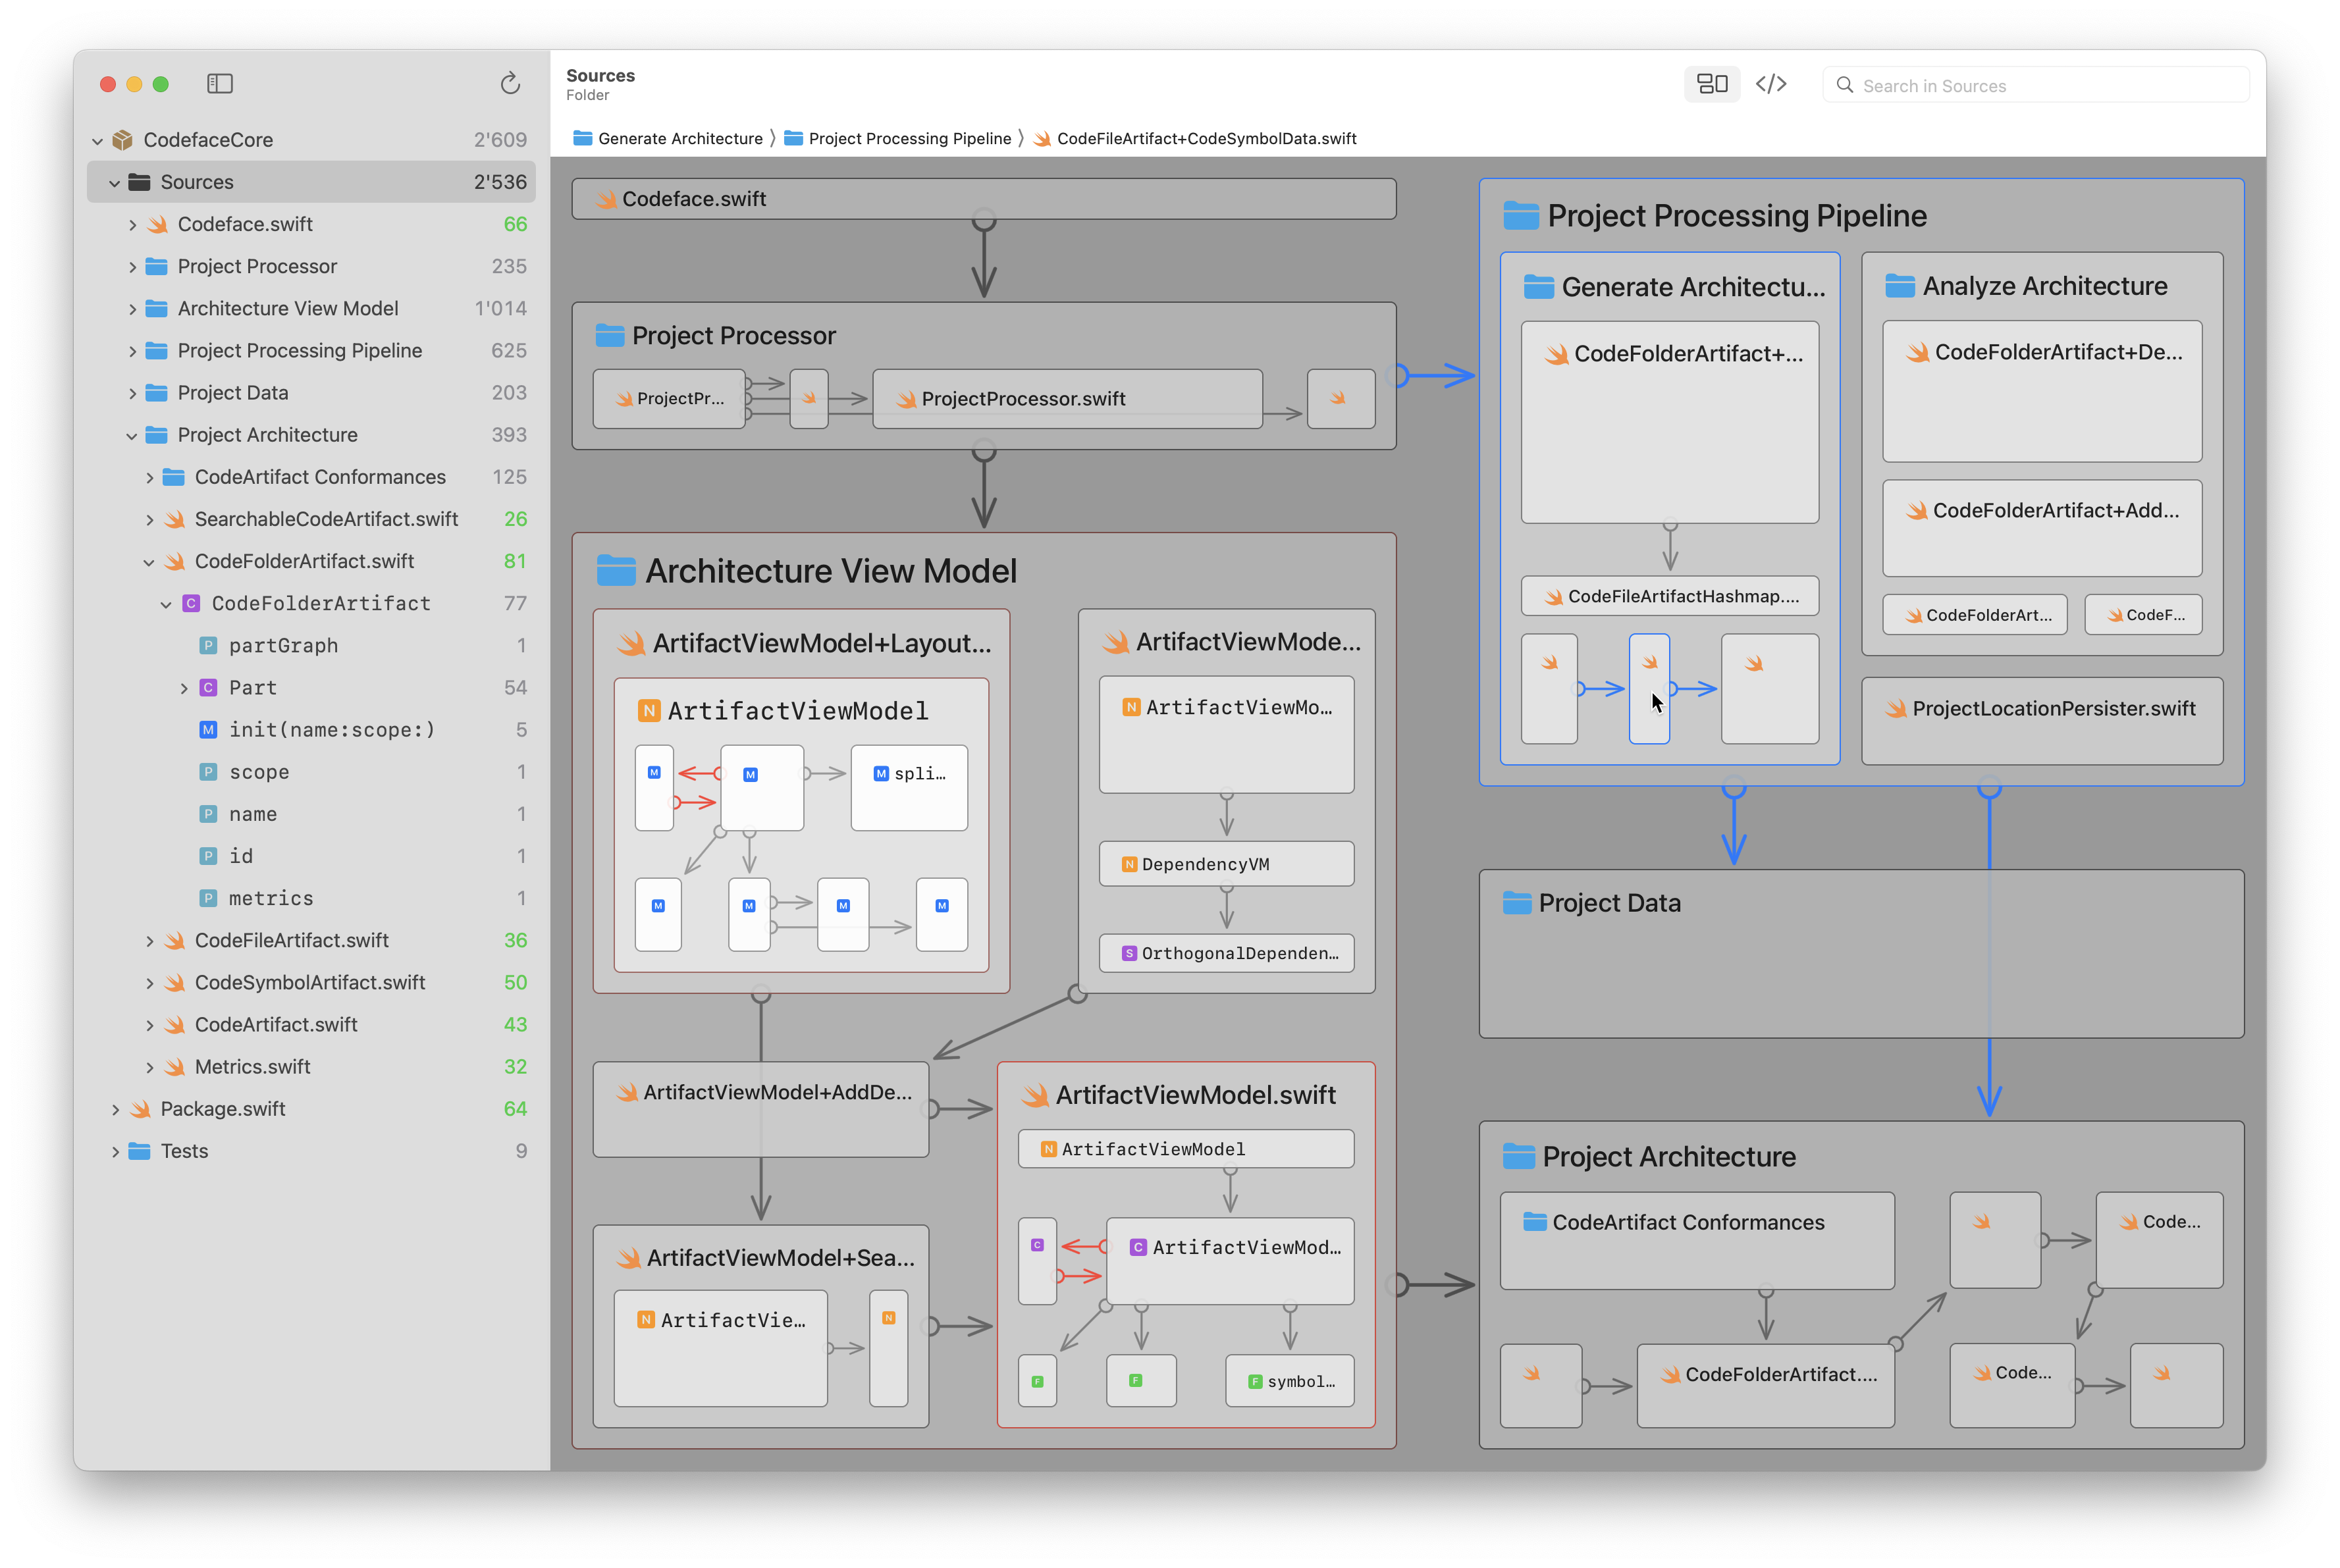 CodefaceCore 2'609
Sources 2'536
Codeface.swift 66
Project Processor 235
Architecture View Model 1'014
Project Processing Pipeline 625
Project Data 203
Project Architecture 393
CodeArtifact Conformances 125
SearchableCodeArtifact.swift 26
CodeFolderArtifact.swift 81
C CodeFolderArtifact 77
P partGraph 1
C Part 54
M init(name:scope:) 5
P scope 1
P name 1
P id 1
P metrics 1
CodeFileArtifact.swift 36
CodeSymbolArtifact.swift 50
CodeArtifact.swift 43
Metrics.swift 32
Package.swift 64
Tests 9
Sources
Folder
Search in Sources
Generate Architecture 〉 Project Processing Pipeline 〉 CodeFileArtifact+CodeSymbolData.swift
Codeface.swift
Project Processor
ProjectPr...
ProjectProcessor.swift
Architecture View Model
ArtifactViewModel+Layout...
N ArtifactViewModel
M
M
M spli...
M
M
M
M
ArtifactViewMode...
N ArtifactViewMo...
N DependencyVM
S OrthogonalDependen...
ArtifactViewModel+AddDe...
ArtifactViewModel+Sea...
N ArtifactVie...
N
ArtifactViewModel.swift
N ArtifactViewModel
C
C ArtifactViewMod...
F
F
F symbol...
Project Processing Pipeline
Generate Architectu...
CodeFolderArtifact+...
CodeFileArtifactHashmap....
Analyze Architecture
CodeFolderArtifact+De...
CodeFolderArtifact+Add...
CodeFolderArt...
CodeF...
ProjectLocationPersister.swift
Project Data
Project Architecture
CodeArtifact Conformances
Code...
CodeFolderArtifact....
Code...